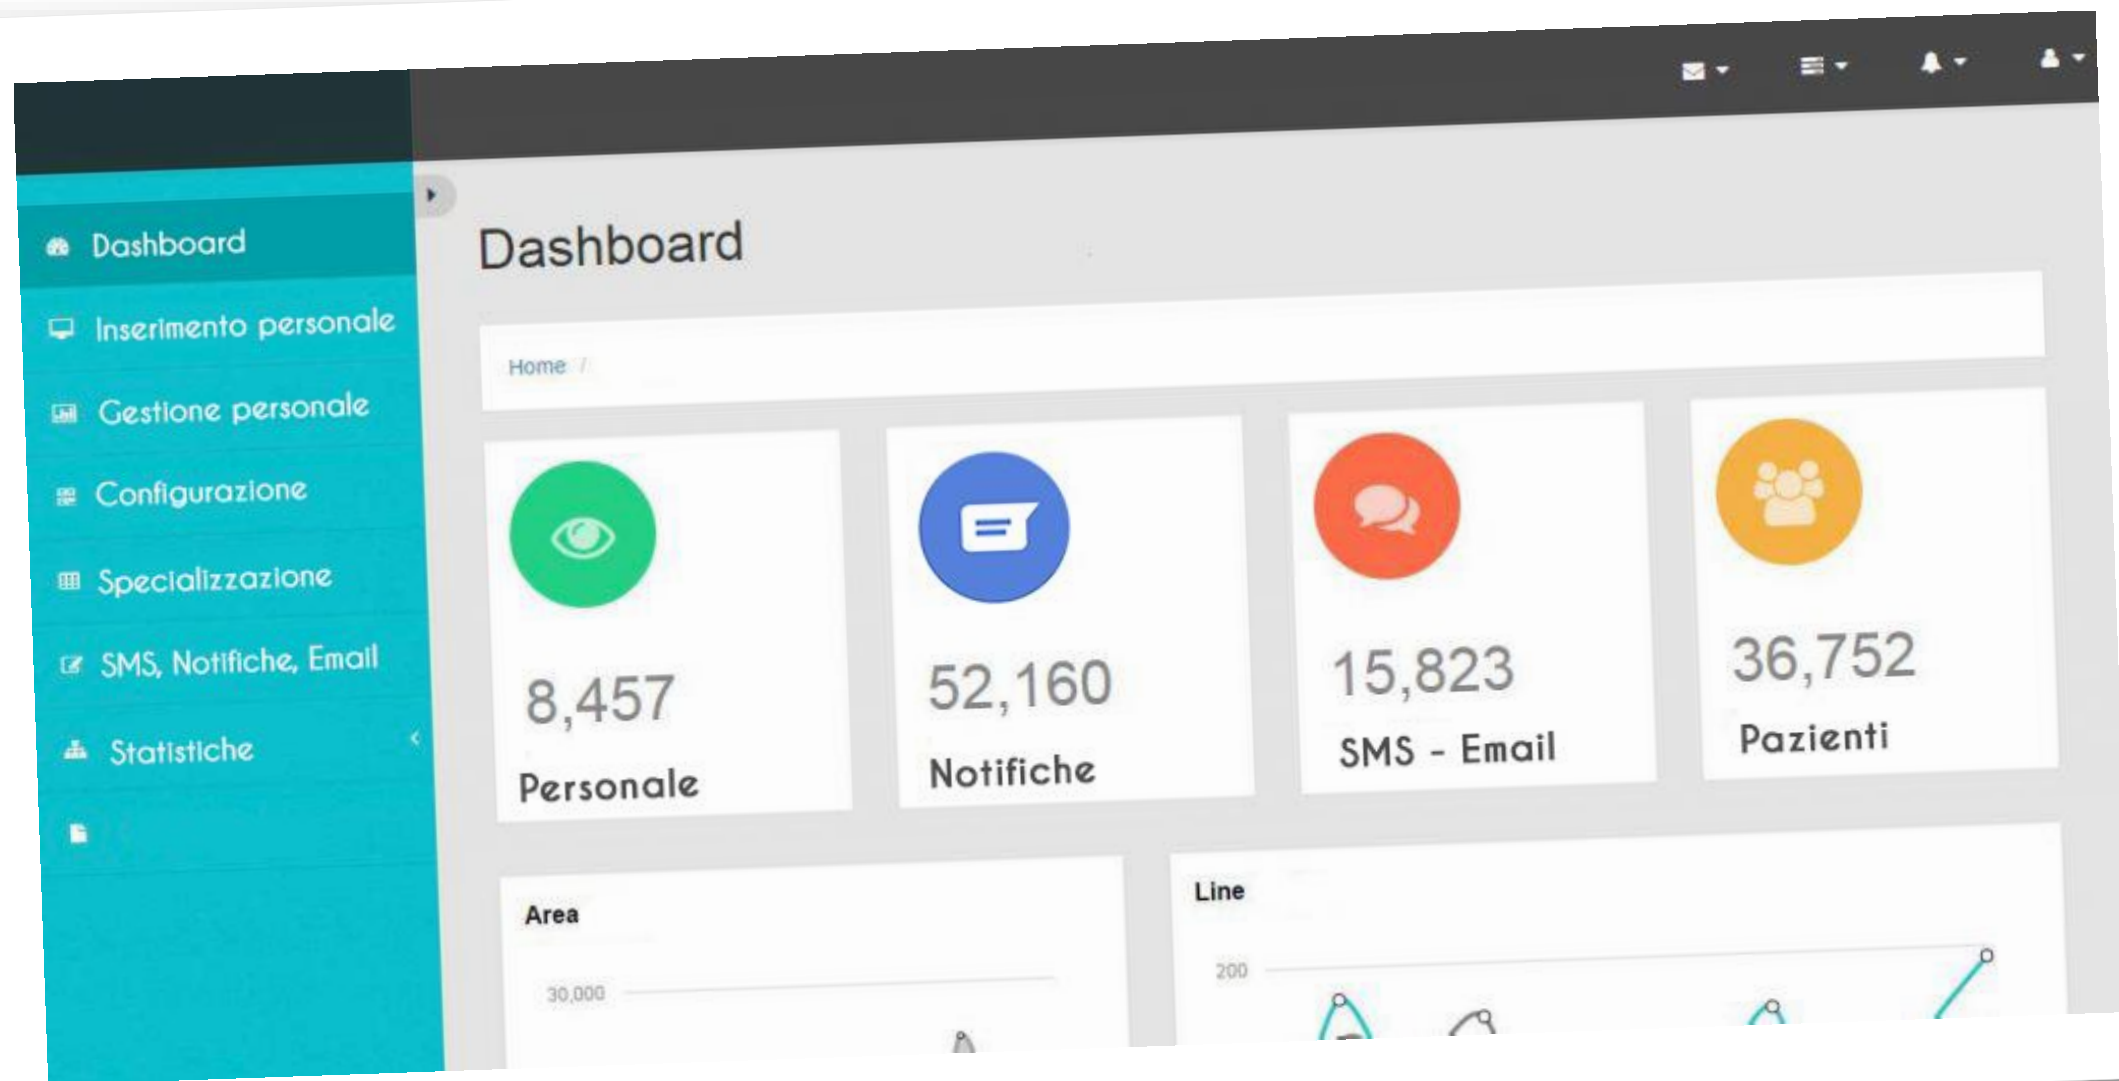 Dashboard
Inserimento personale
Gestione personale
Configurazione
Specializzazione
SMS, Notifiche, Email
Statistiche
Dashboard
Home /
8,457
Personale
52,160
Notifiche
15,823
SMS - Email
36,752
Pazienti
Area
30,000
Line
200